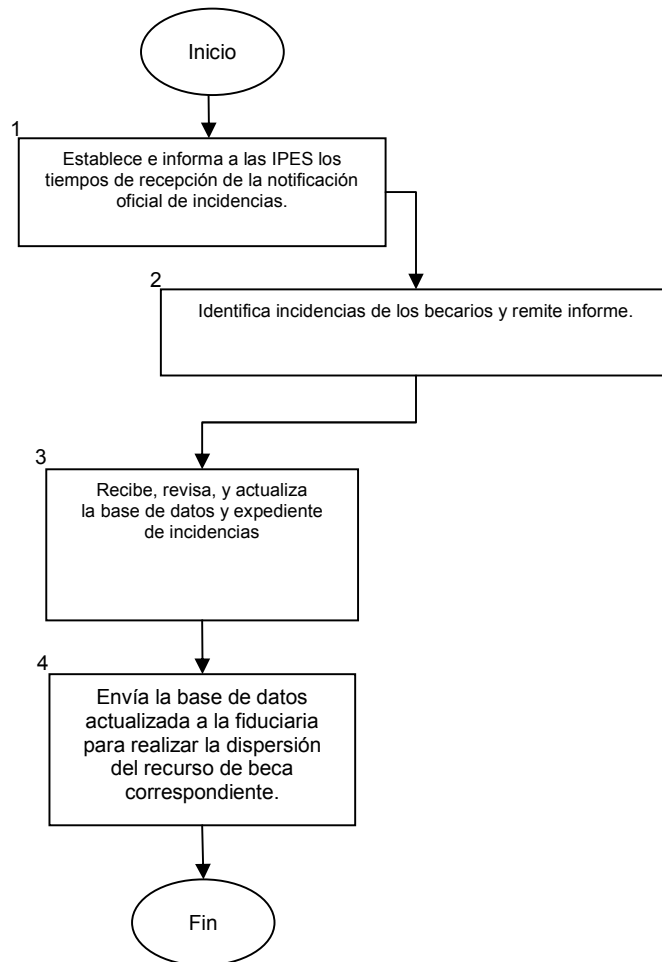 Inicio
1
Establece e informa a las IPES los
tiempos de recepción de la notificación
oficial de incidencias.
2
Identifica incidencias de los becarios y remite informe.
3
Recibe, revisa, y actualiza
la base de datos y expediente
de incidencias
4
Envía la base de datos
actualizada a la fiduciaria
para realizar la dispersión
del recurso de beca
correspondiente.
Fin